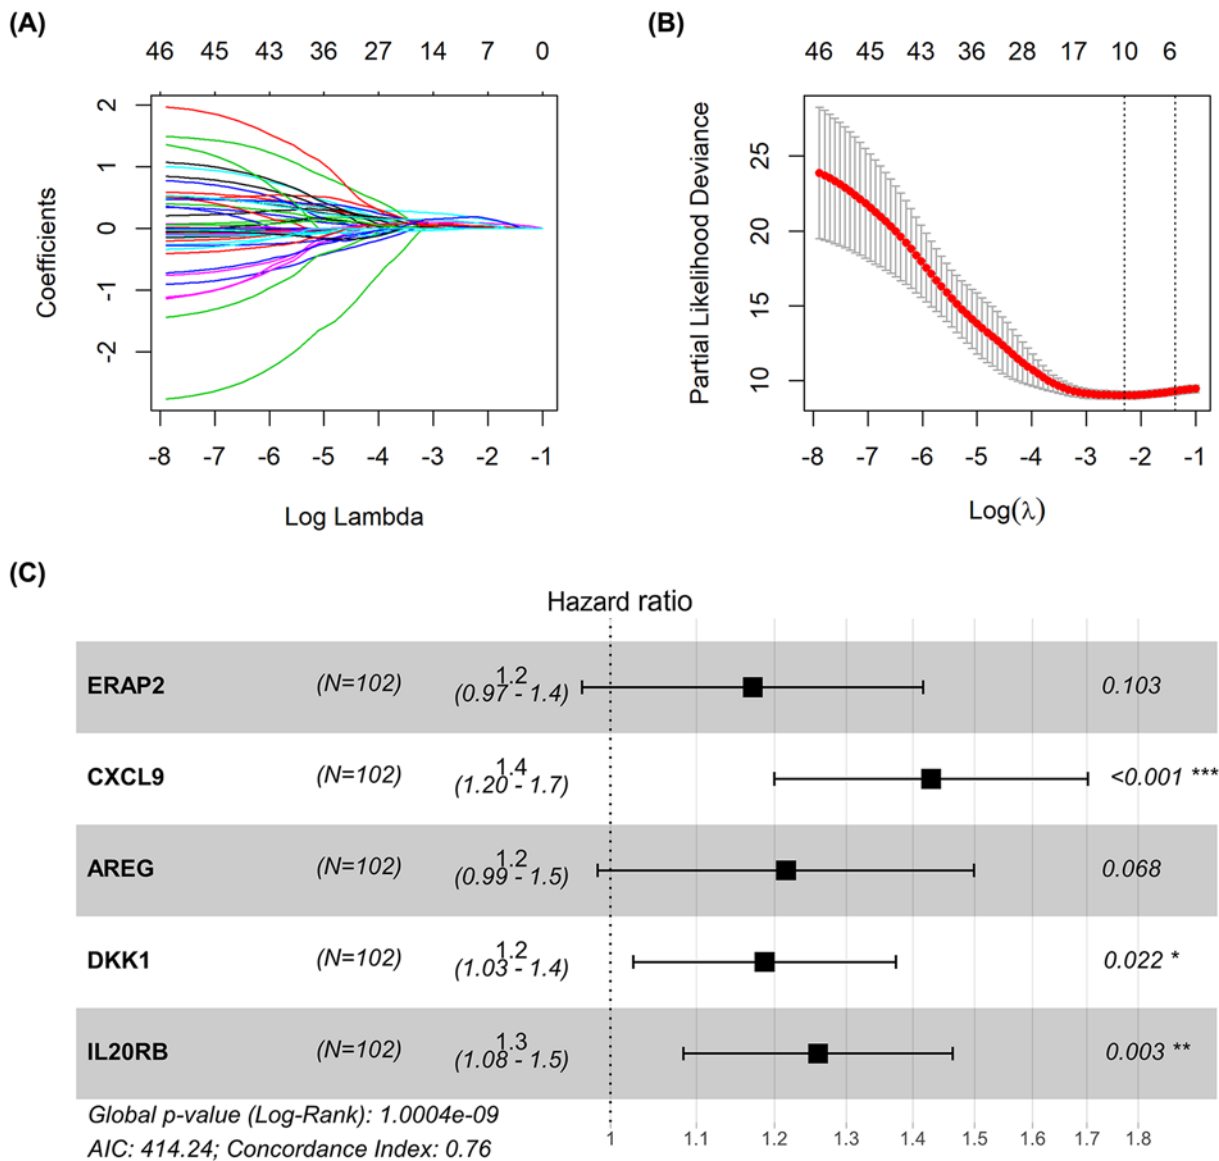 (A)
46 45 43 36 27 14 7 0
2
1
0
-1
-2
Coefficients
-8 -7 -6 -5 -4 -3 -2 -1
Log Lambda
(B)
46 45 43 36 28 17 10 6
25
20
15
10
Partial Likelihood Deviance
-8 -7 -6 -5 -4 -3 -2 -1
Log(λ)
(C)
Hazard ratio
ERAP2 (N=102) 1.2 (0.97 - 1.4) 0.103
CXCL9 (N=102) 1.4 (1.20 - 1.7) <0.001 ***
AREG (N=102) 1.2 (0.99 - 1.5) 0.068
DKK1 (N=102) 1.2 (1.03 - 1.4) 0.022 *
IL20RB (N=102) 1.3 (1.08 - 1.5) 0.003 **
Global p-value (Log-Rank): 1.0004e-09
AIC: 414.24; Concordance Index: 0.76
1 1.1 1.2 1.3 1.4 1.5 1.6 1.7 1.8